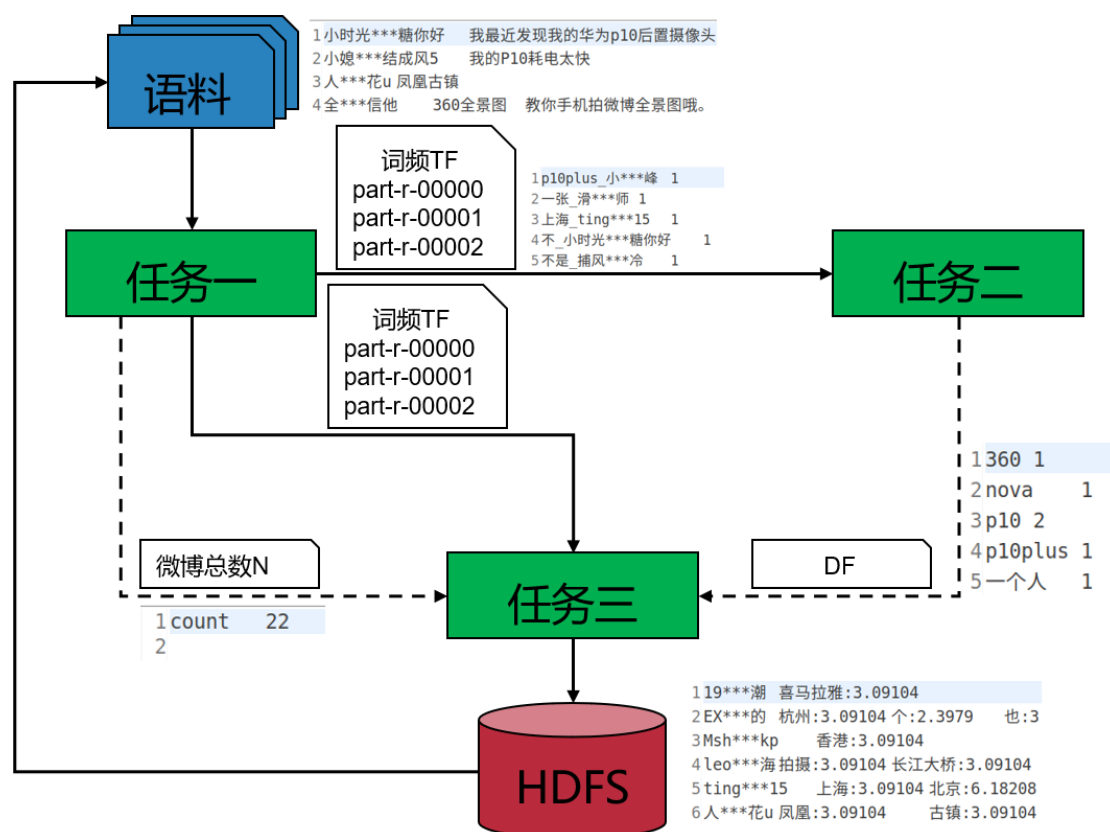 语料
1 小时光***糖你好 我最近发现我的华为p10后置摄像头
2 小媳***结成风5 我的P10耗电太快
3 人***花u 凤凰古镇
4 全***信他 360全景图 教你手机拍微博全景图哦。
词频TF
part-r-00000
part-r-00001
part-r-00002
1 p10plus_小***峰 1
2 一张_滑***师 1
3 上海_ting***15 1
4 不_小时光***糖你好 1
5 不是_捕风***冷 1
任务一
任务二
词频TF
part-r-00000
part-r-00001
part-r-00002
1 360 1
2 nova 1
3 p10 2
4 p10plus 1
5 一个人 1
微博总数N
DF
任务三
1 count 22
2
1 19***潮 喜马拉雅:3.09104
2 EX***的 杭州:3.09104 个:2.3979 也:3
3 Msh***kp 香港:3.09104
4 leo***海 拍摄:3.09104 长江大桥:3.09104
5 ting***15 上海:3.09104 北京:6.18208
6 人***花u 凤凰:3.09104 古镇:3.09104
HDFS